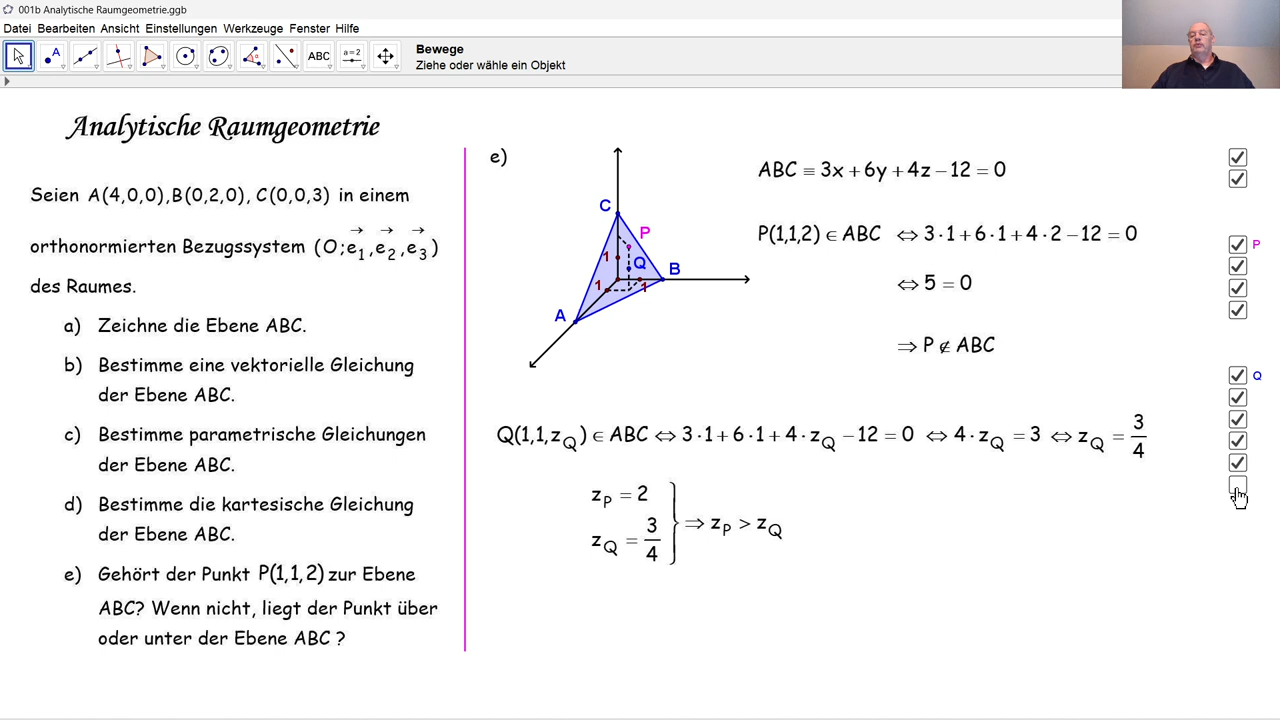 001b Analytische Raumgeometrie.ggb
Datei Bearbeiten Ansicht Einstellungen Werkzeuge Fenster Hilfe
A ABC a=2 Bewege
Ziehe oder wähle ein Objekt
Analytische Raumgeometrie
Seien A(4,0,0),B(0,2,0), C(0,0,3) in einem
orthonormierten Bezugssystem (O;e₁,e₂,e₃)
des Raumes.
a) Zeichne die Ebene ABC.
b) Bestimme eine vektorielle Gleichung
der Ebene ABC.
c) Bestimme parametrische Gleichungen
der Ebene ABC.
d) Bestimme die kartesische Gleichung
der Ebene ABC.
e) Gehört der Punkt P(1,1,2) zur Ebene
ABC? Wenn nicht, liegt der Punkt über
oder unter der Ebene ABC ?
e)
C
P
1
Q
B
1
1
A
ABC ≡ 3x + 6y + 4z − 12 = 0
P(1,1,2) ∈ ABC ⇔ 3·1 + 6·1 + 4·2 − 12 = 0
⇔ 5 = 0
⇒ P ∉ ABC
Q(1,1,z_Q) ∈ ABC ⇔ 3·1 + 6·1 + 4·z_Q − 12 = 0 ⇔ 4·z_Q = 3 ⇔ z_Q = 3/4
z_P = 2
z_Q = 3/4
⇒ z_P > z_Q
P
Q